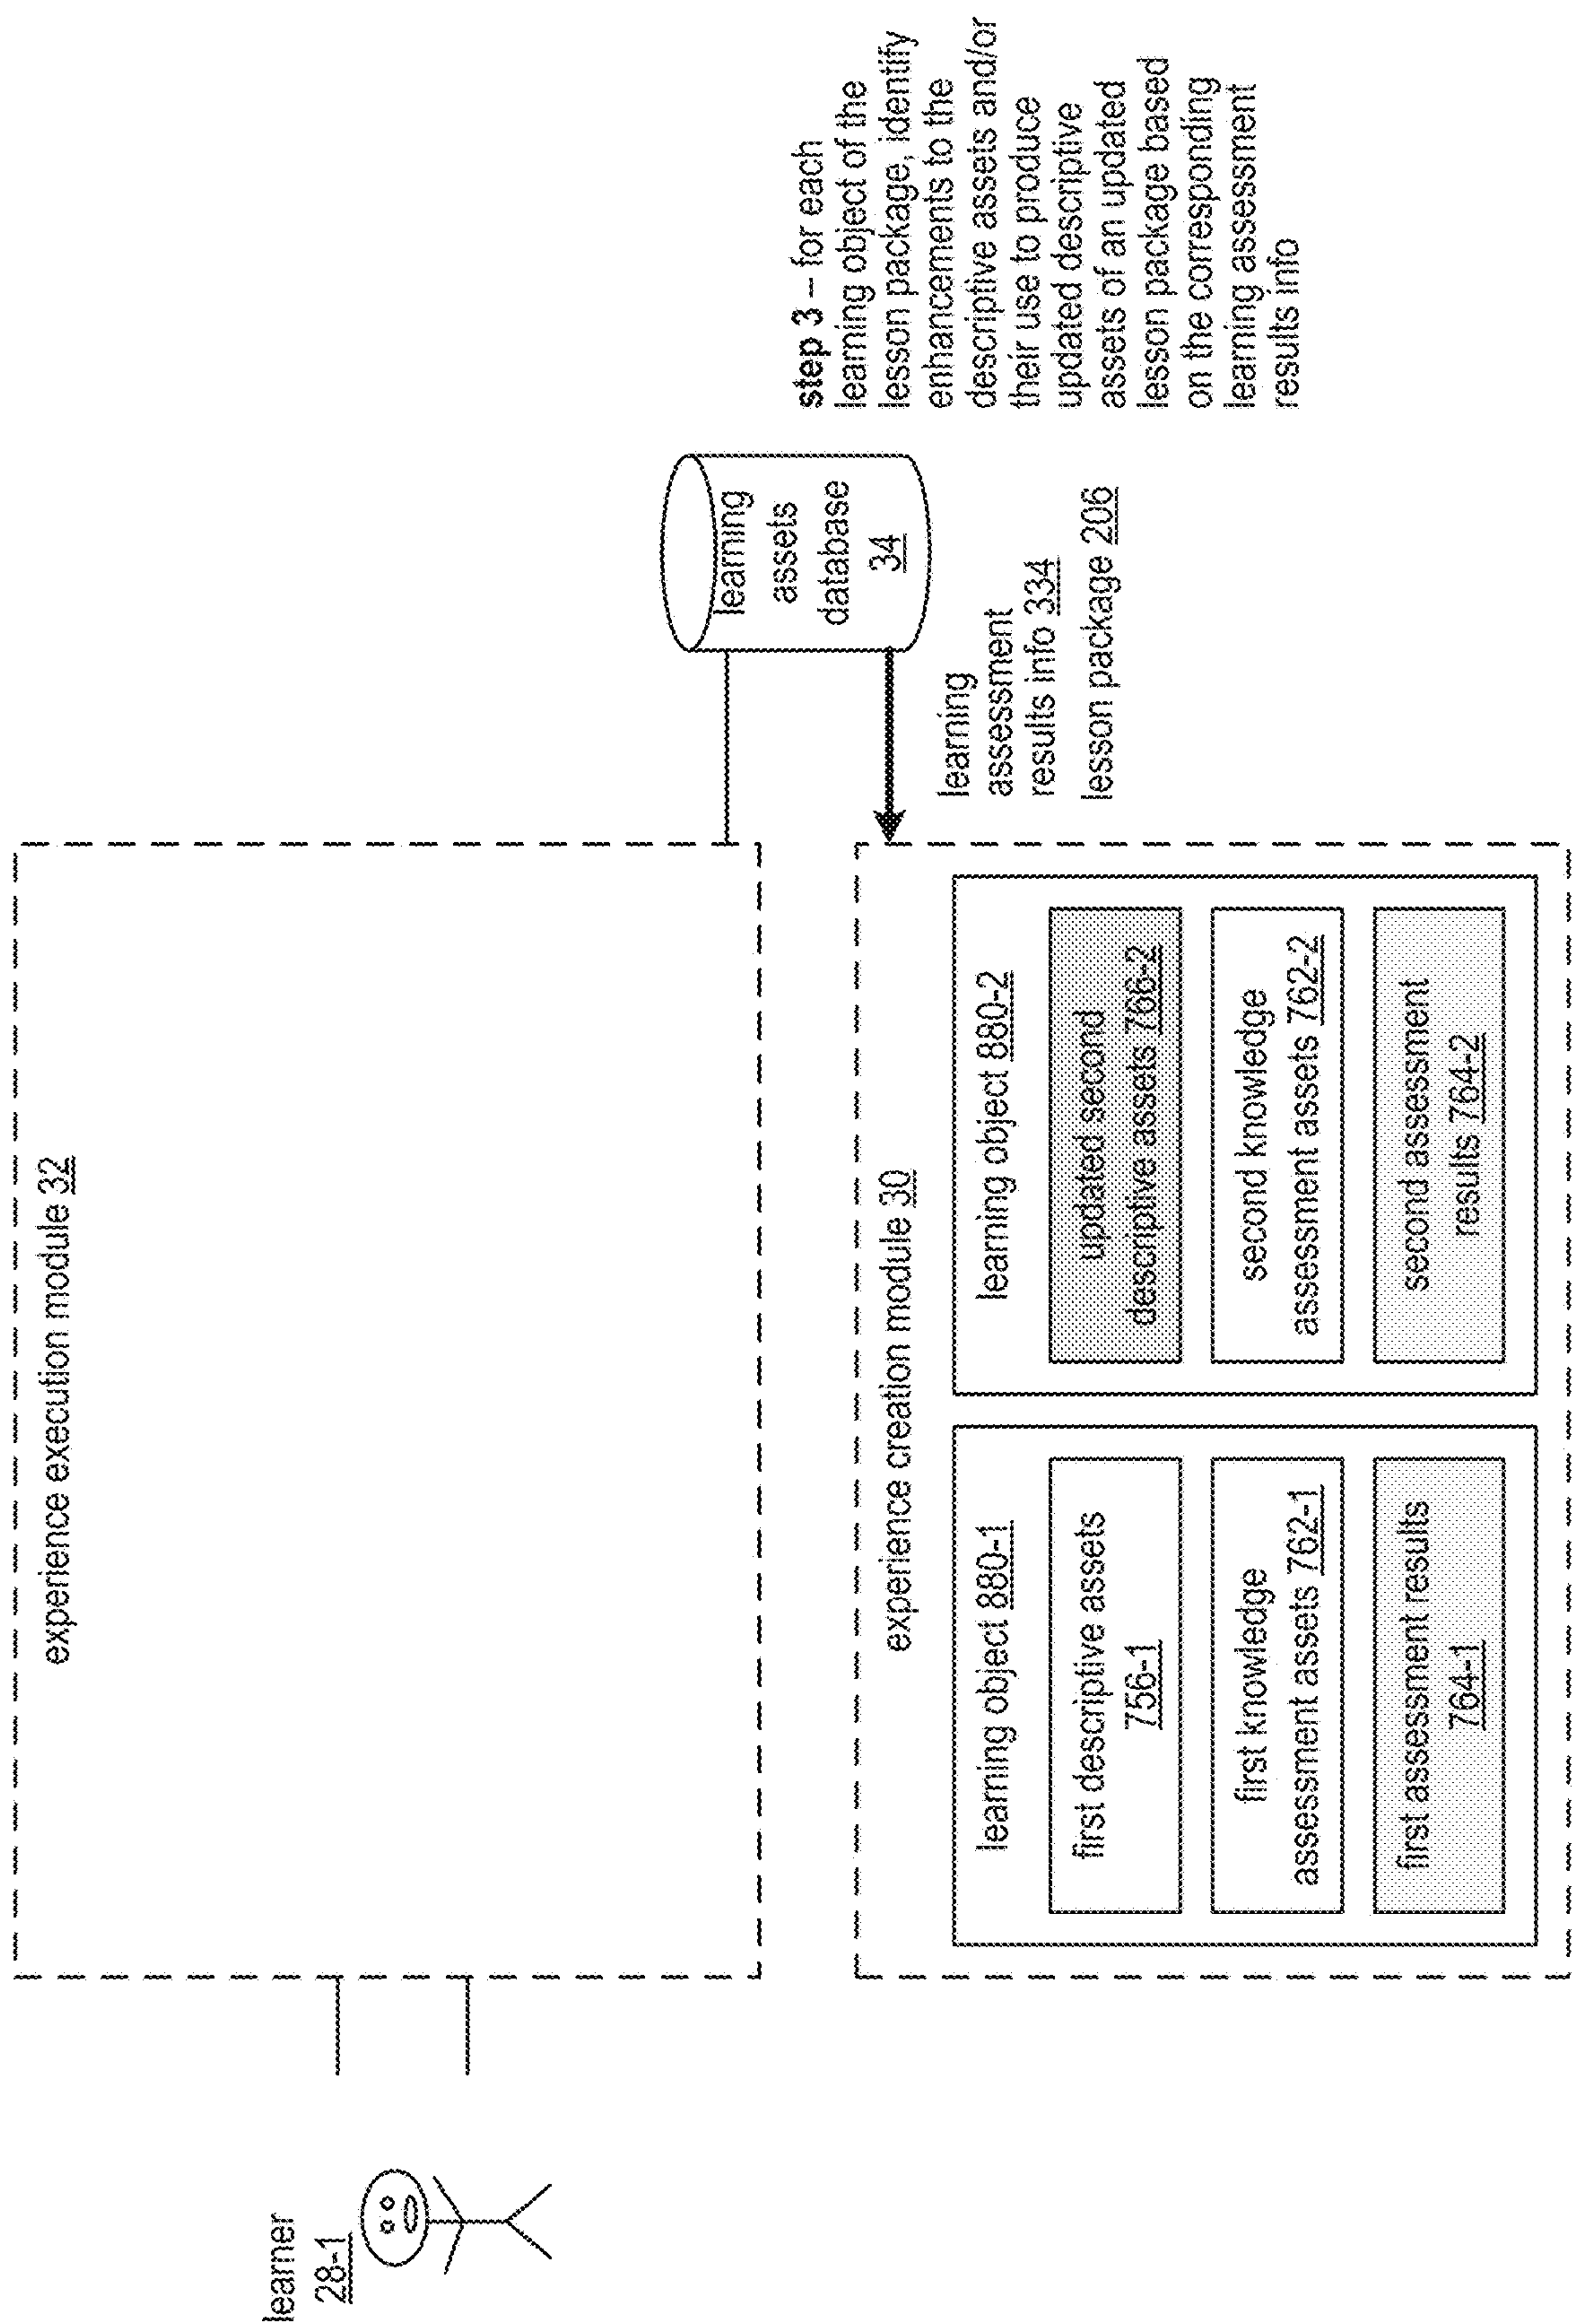 experience execution module 32
learner
28-1
learning
assets
database
34
step 3 – for each
learning object of the
lesson package, identify
enhancements to the
descriptive assets and/or
their use to produce
updated descriptive
assets of an updated
lesson package based
on the corresponding
learning assessment
results info
learning
assessment
results info 334
lesson package 206
experience creation module 30
learning object 880-1
first descriptive assets
756-1
first knowledge
assessment assets 762-1
first assessment results
764-1
learning object 880-2
updated second
descriptive assets 766-2
second knowledge
assessment assets 762-2
second assessment
results 764-2